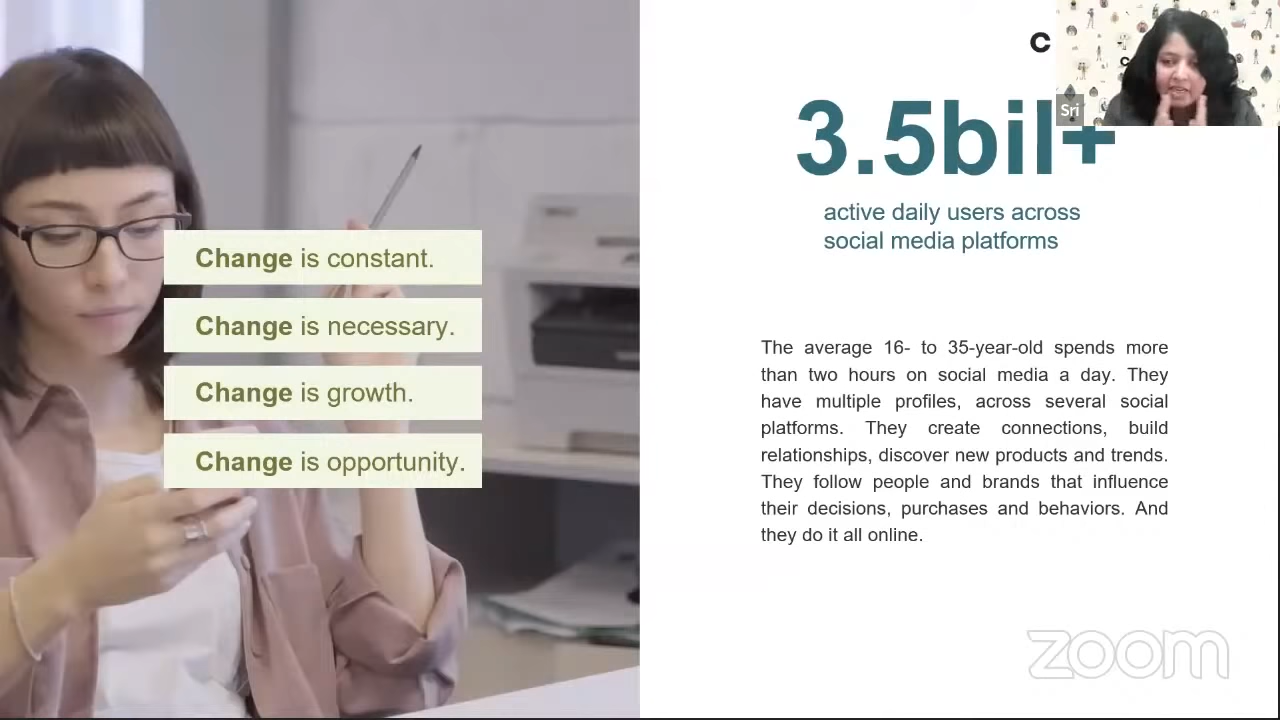 Change is constant.
Change is necessary.
Change is growth.
Change is opportunity.
C
C
Sri
3.5bil+
active daily users across
social media platforms
The average 16- to 35-year-old spends more
than two hours on social media a day. They
have multiple profiles, across several social
platforms. They create connections, build
relationships, discover new products and trends.
They follow people and brands that influence
their decisions, purchases and behaviors. And
they do it all online.
zoom